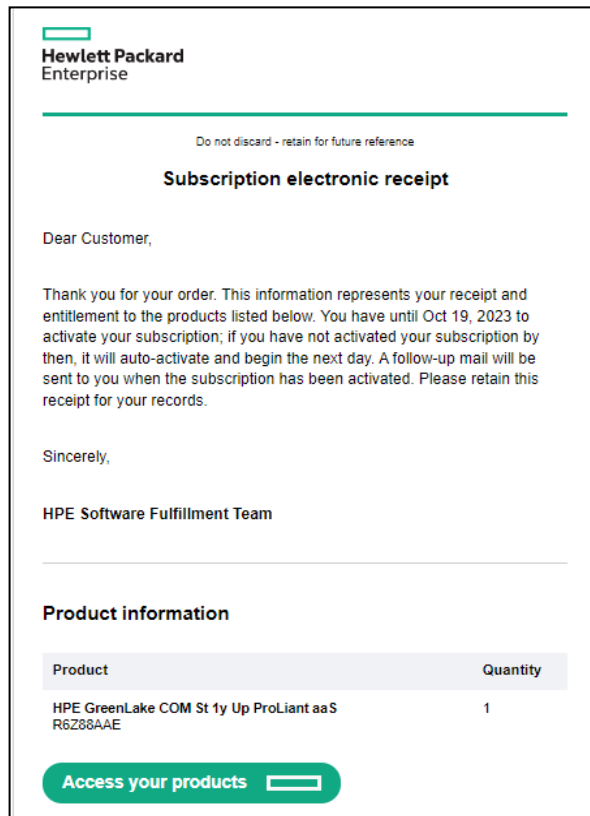 Hewlett Packard
Enterprise
Do not discard - retain for future reference
Subscription electronic receipt
Dear Customer,
Thank you for your order. This information represents your receipt and
entitlement to the products listed below. You have until Oct 19, 2023 to
activate your subscription; if you have not activated your subscription by
then, it will auto-activate and begin the next day. A follow-up mail will be
sent to you when the subscription has been activated. Please retain this
receipt for your records.
Sincerely,
HPE Software Fulfillment Team
Product information
Product Quantity
HPE GreenLake COM St 1y Up ProLiant aaS 1
R6Z88AAE
Access your products